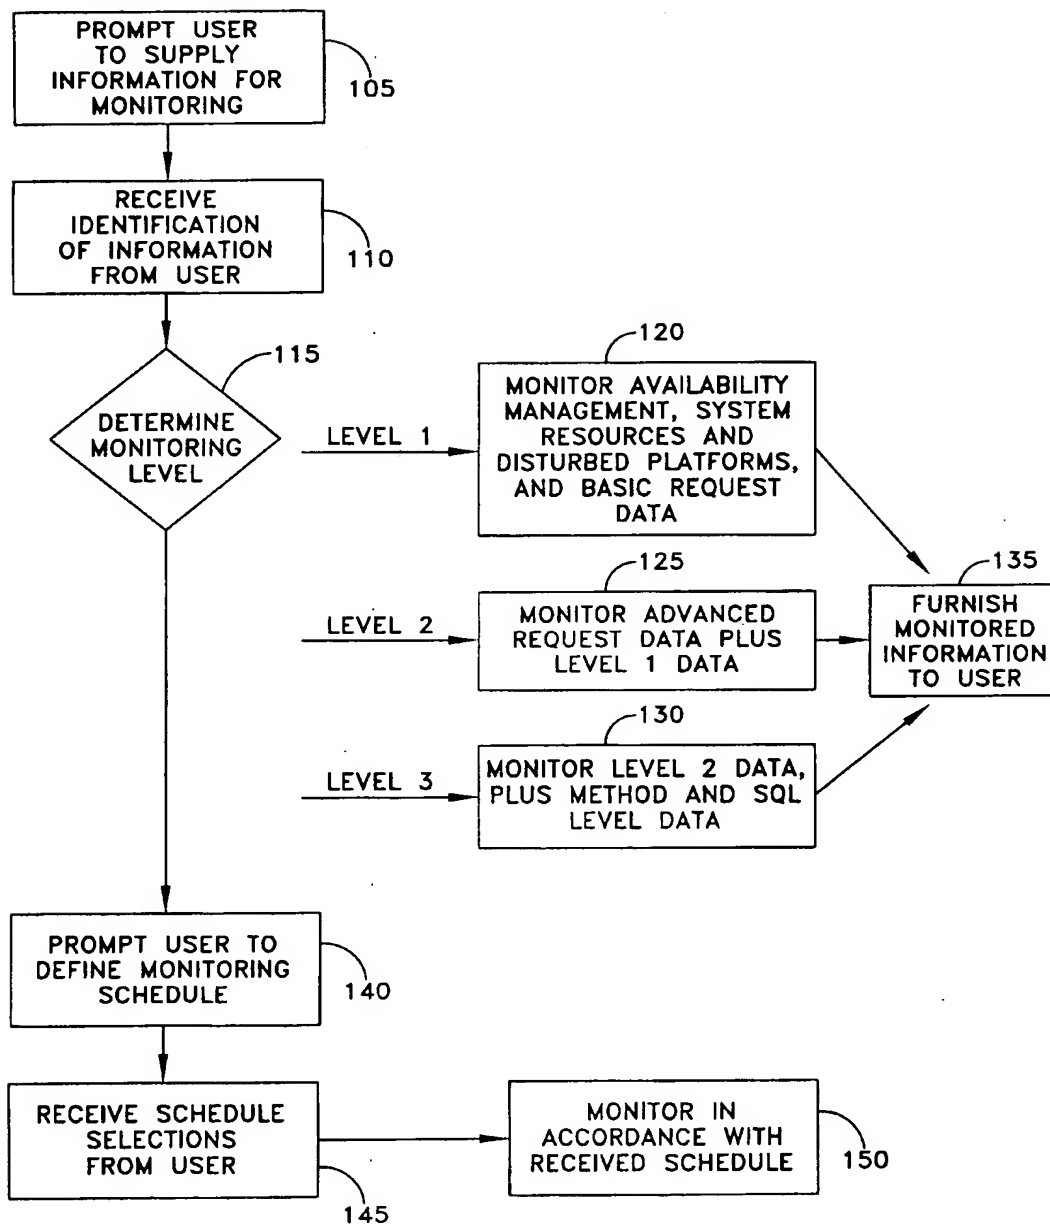 PROMPT USER
TO SUPPLY
INFORMATION FOR
MONITORING
105
RECEIVE
IDENTIFICATION
OF INFORMATION
FROM USER
110
115
DETERMINE
MONITORING
LEVEL
LEVEL 1
120
MONITOR AVAILABILITY
MANAGEMENT, SYSTEM
RESOURCES AND
DISTURBED PLATFORMS,
AND BASIC REQUEST
DATA
LEVEL 2
125
MONITOR ADVANCED
REQUEST DATA PLUS
LEVEL 1 DATA
135
FURNISH
MONITORED
INFORMATION
TO USER
LEVEL 3
130
MONITOR LEVEL 2 DATA,
PLUS METHOD AND SQL
LEVEL DATA
PROMPT USER TO
DEFINE MONITORING
SCHEDULE
140
RECEIVE SCHEDULE
SELECTIONS
FROM USER
145
MONITOR IN
ACCORDANCE WITH
RECEIVED SCHEDULE
150